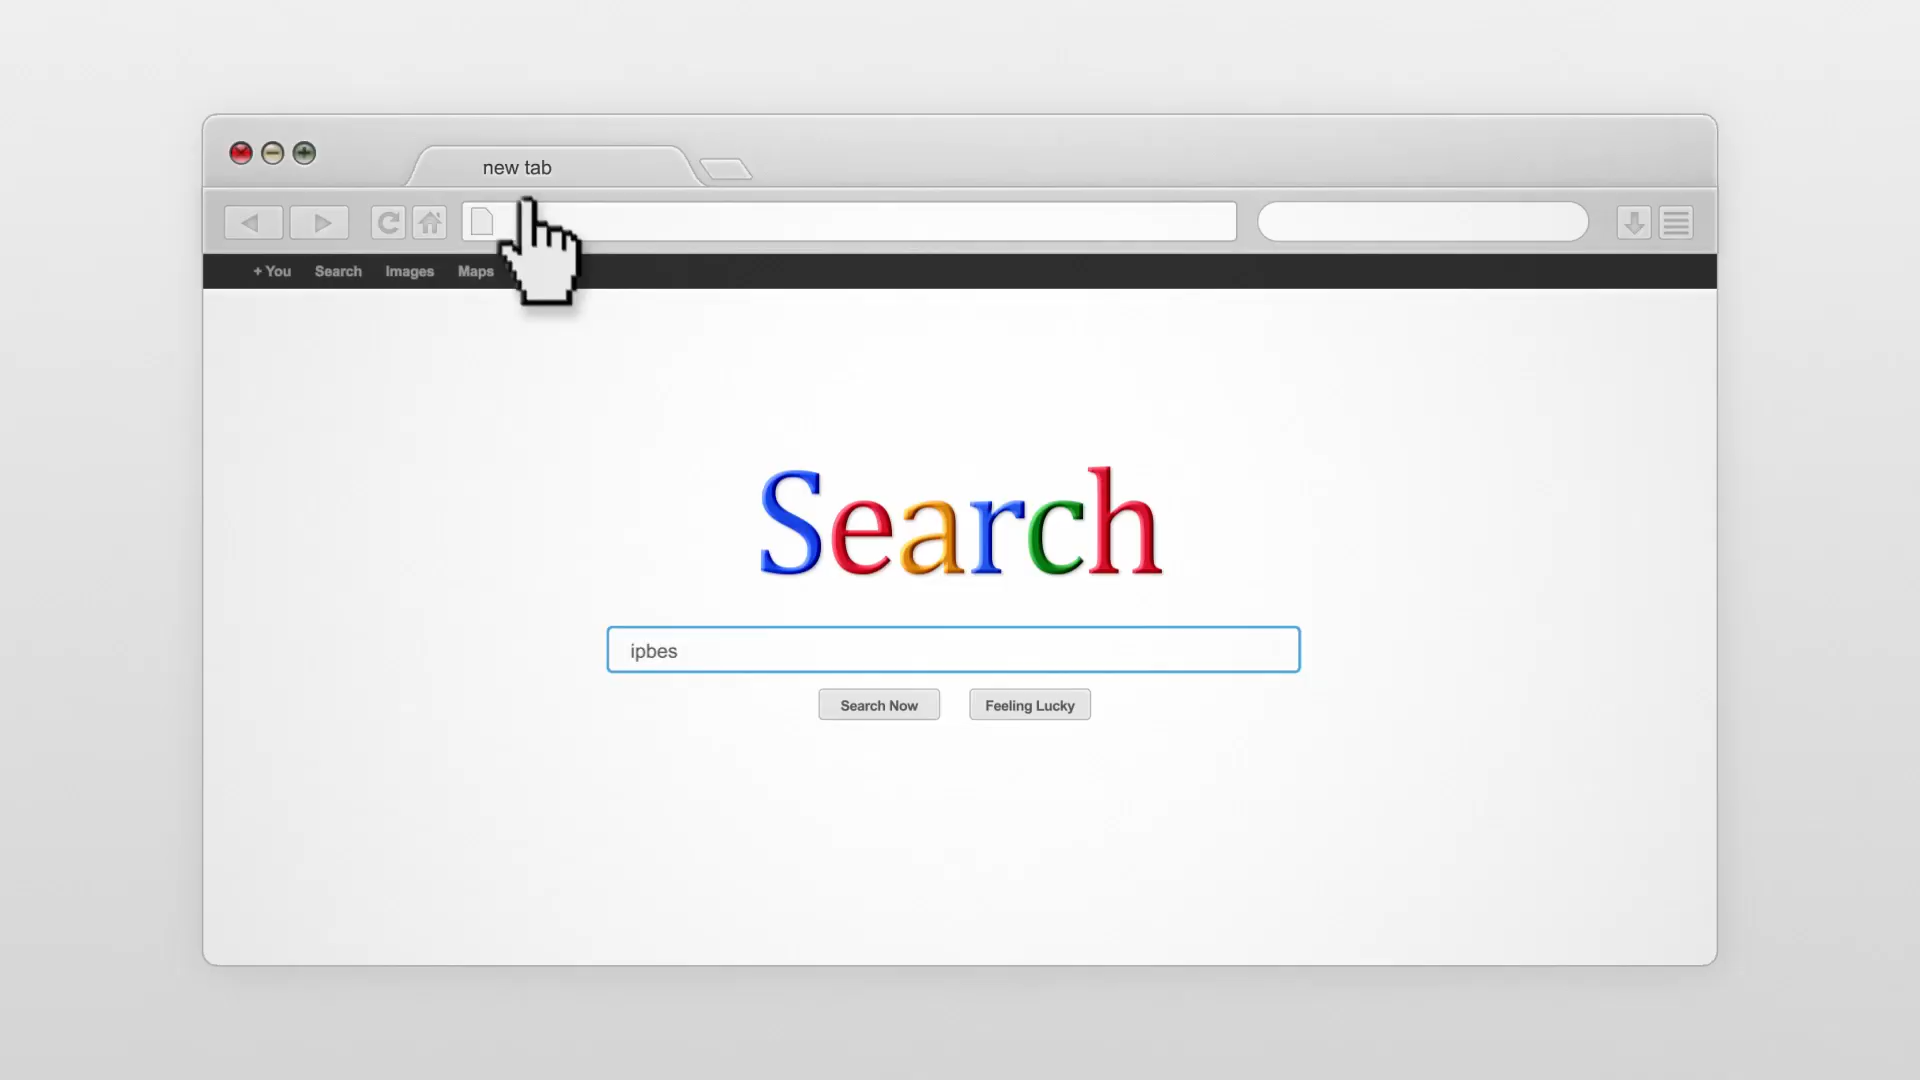 new tab
+ You Search Images Maps
Search
ipbes
Search Now Feeling Lucky